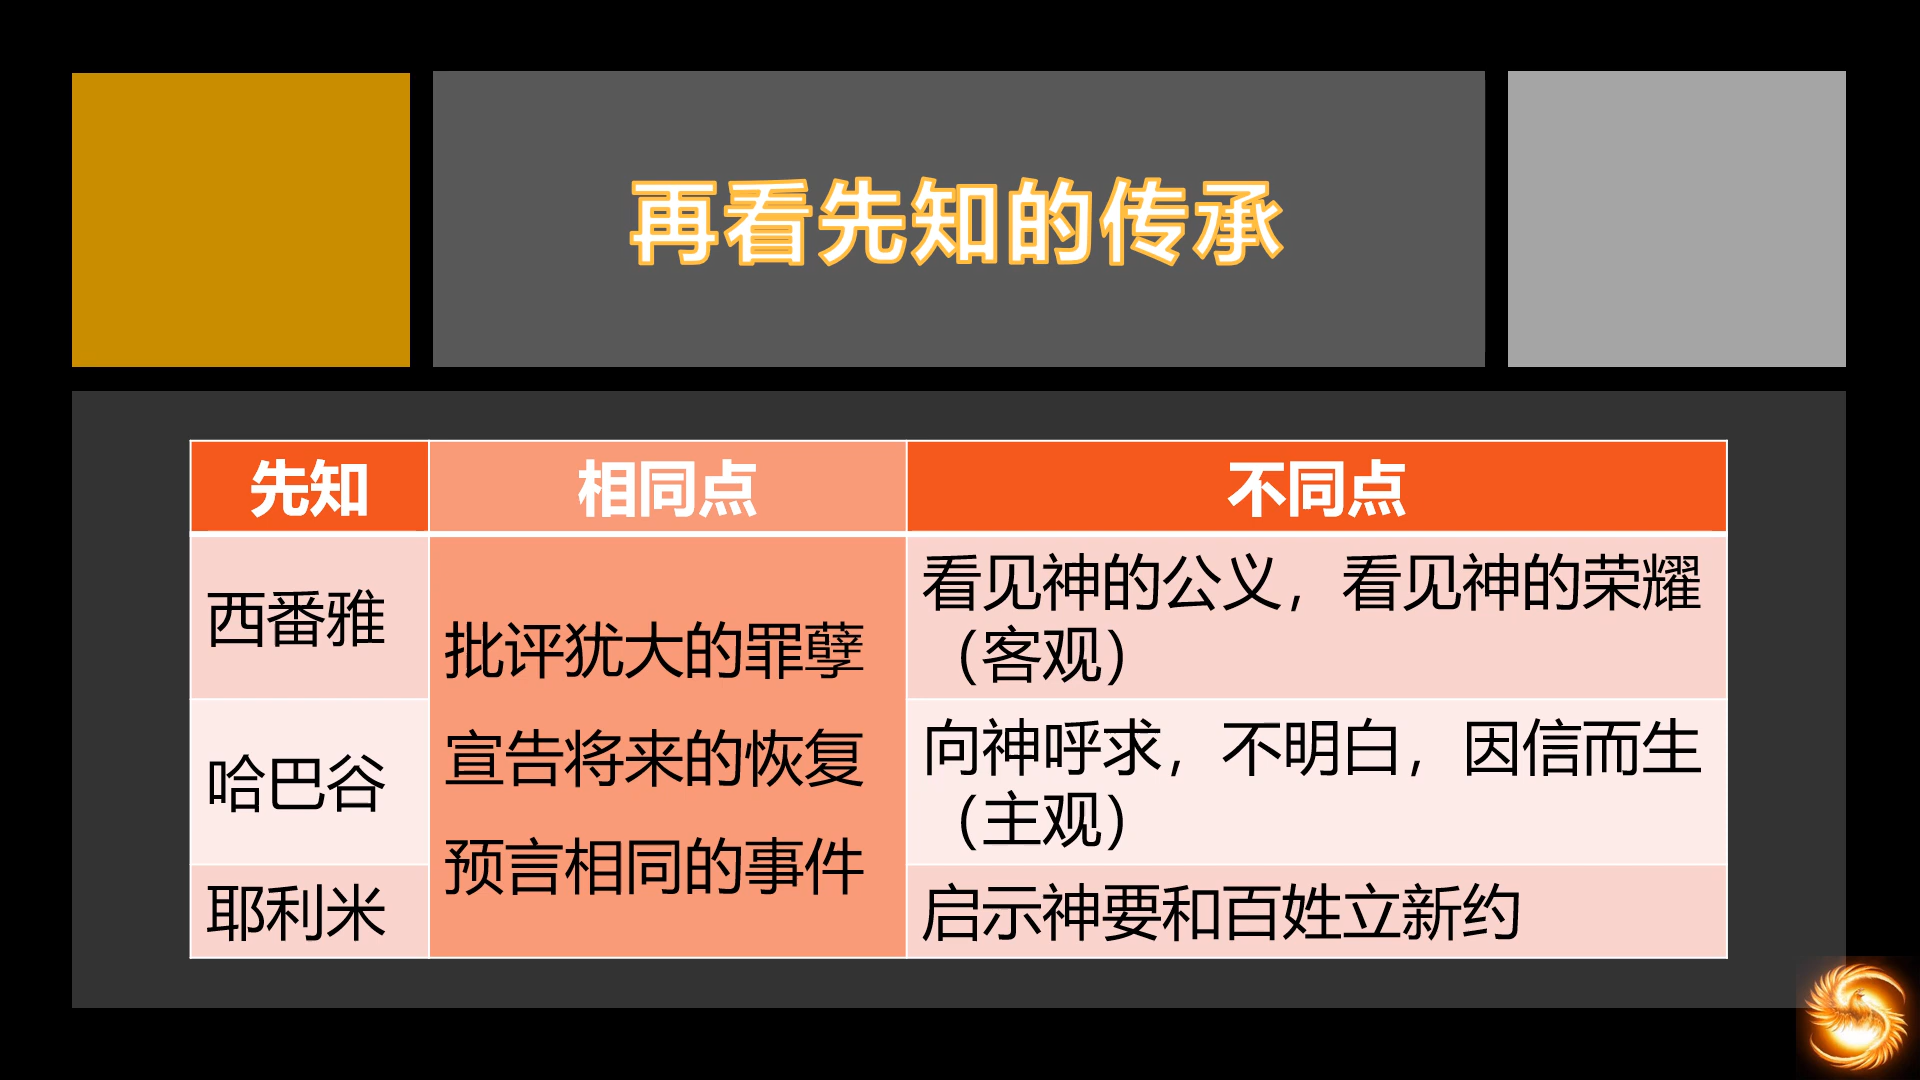 再看先知的传承
先知
相同点
不同点
西番雅
批评犹大的罪孽
宣告将来的恢复
预言相同的事件
看见神的公义，看见神的荣耀
（客观）
哈巴谷
向神呼求，不明白，因信而生
（主观）
耶利米
启示神要和百姓立新约